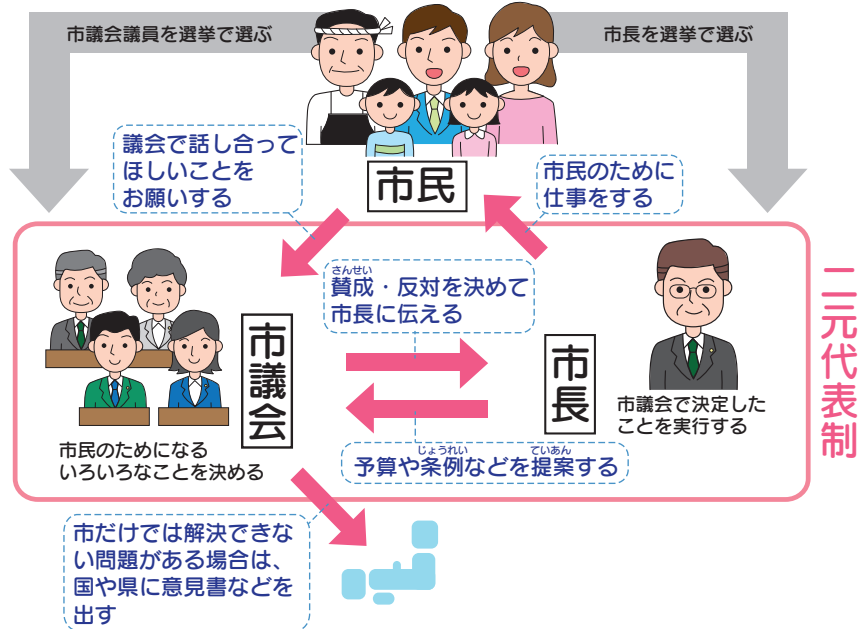 市議会議員を選挙で選ぶ
市長を選挙で選ぶ
議会で話し合って
ほしいことを
お願いする
市民
市民のために
仕事をする
さんせい
賛成・反対を決めて
市長に伝える
市議会
市長
市民のためになる
いろいろなことを決める
市議会で決定した
ことを実行する
じょうれい ていあん
予算や条例などを提案する
市だけでは解決できな
い問題がある場合は、
国や県に意見書などを
出す
二元代表制